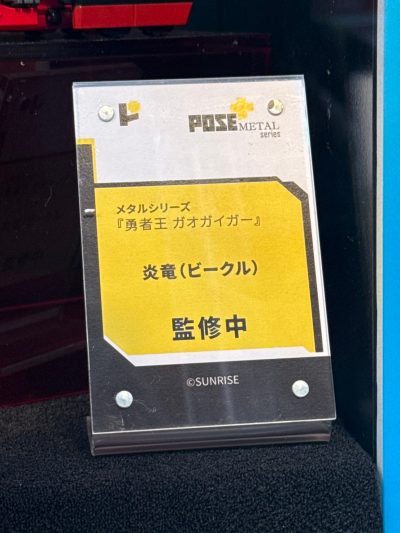 POSE+METAL
series
メタルシリーズ
『勇者王 ガオガイガー』
炎竜(ビークル)
監修中
©SUNRISE